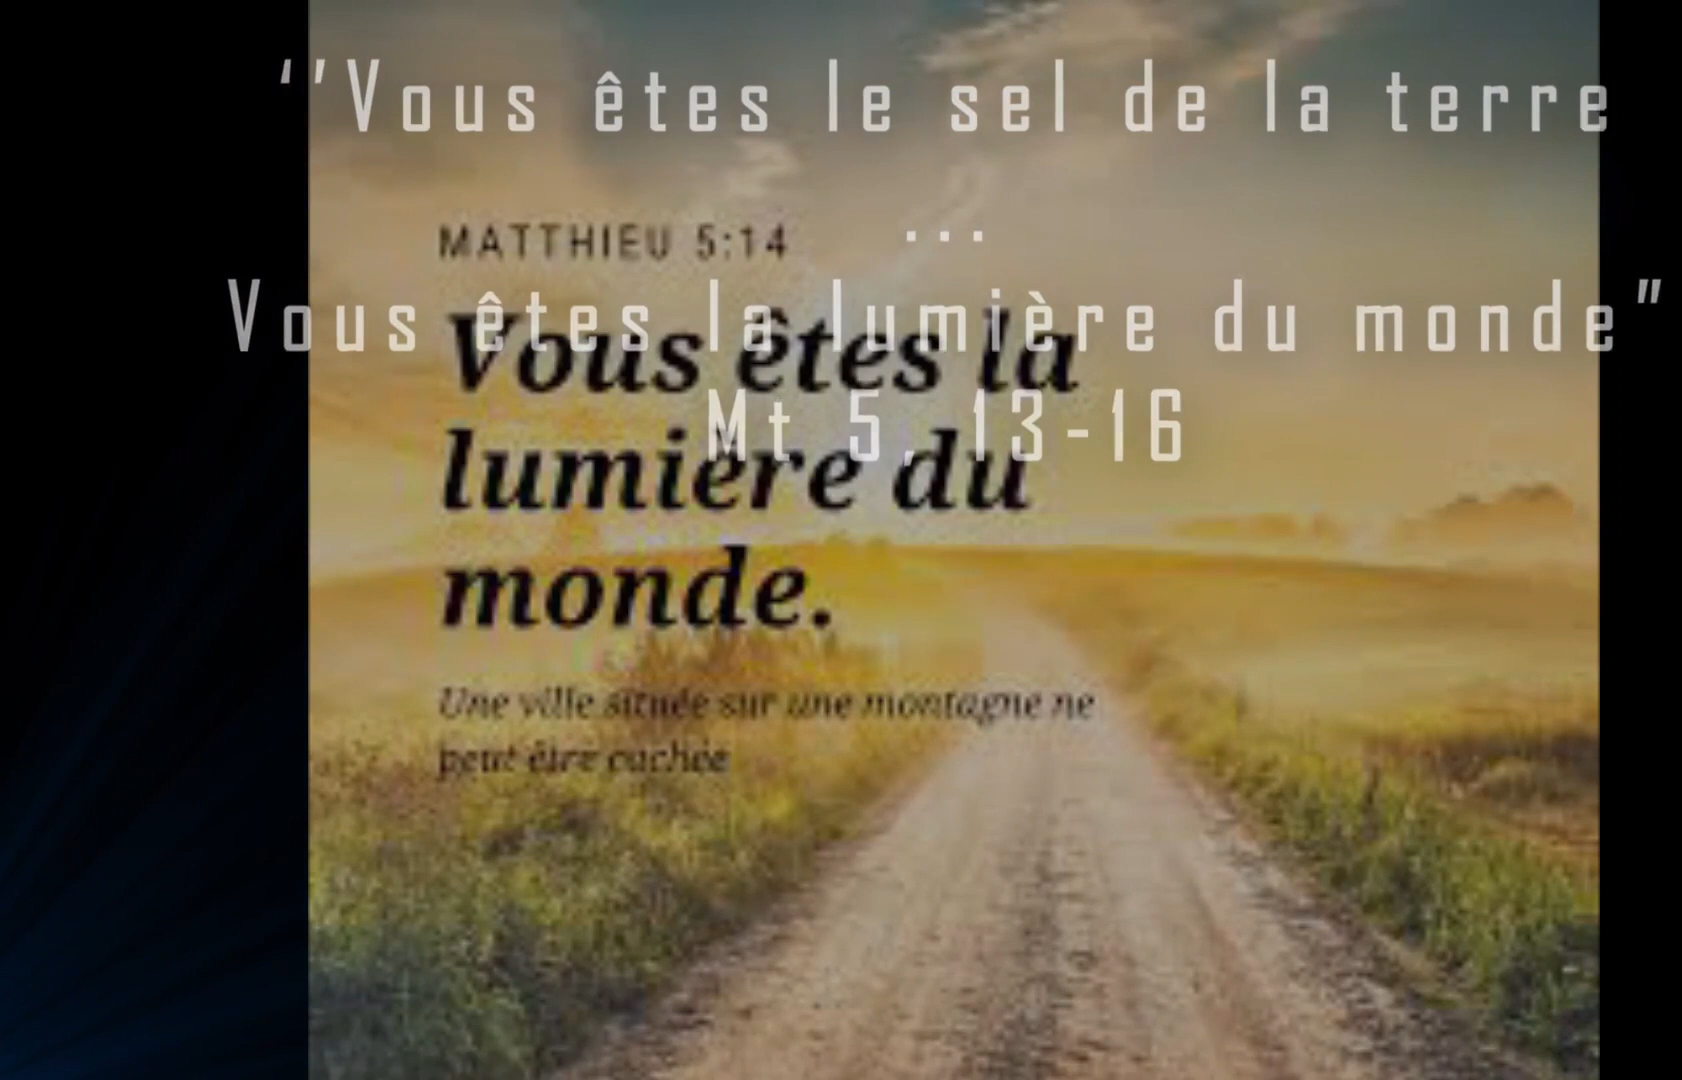 ‘’Vous êtes le sel de la terre
...
Vous êtes la lumière du monde”
Mt 5, 13-16
MATTHIEU 5:14
Vous êtes la
lumière du
monde.
Une ville située sur une montagne ne
peut être cachée